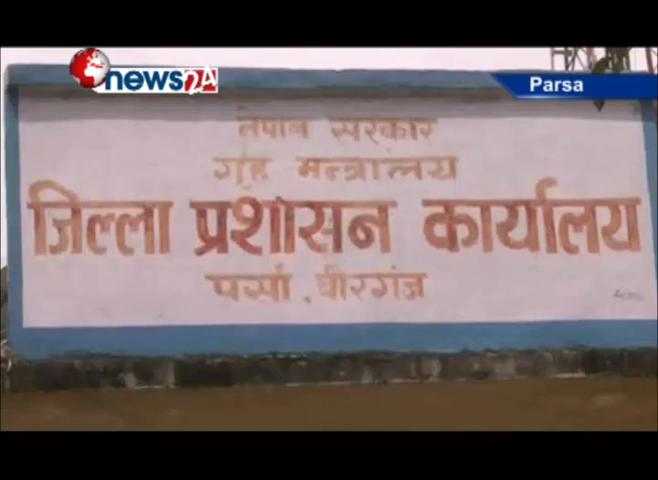 news24
Parsa
नेपाल सरकार
गृह मन्त्रालय
जिल्ला प्रशासन कार्यालय
पर्सा, वीरगंज